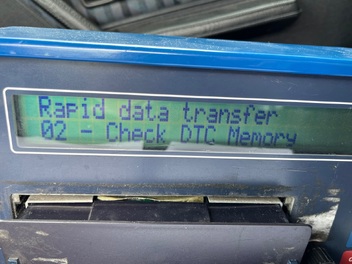 Rapid data transfer
02 - Check DTC Memory